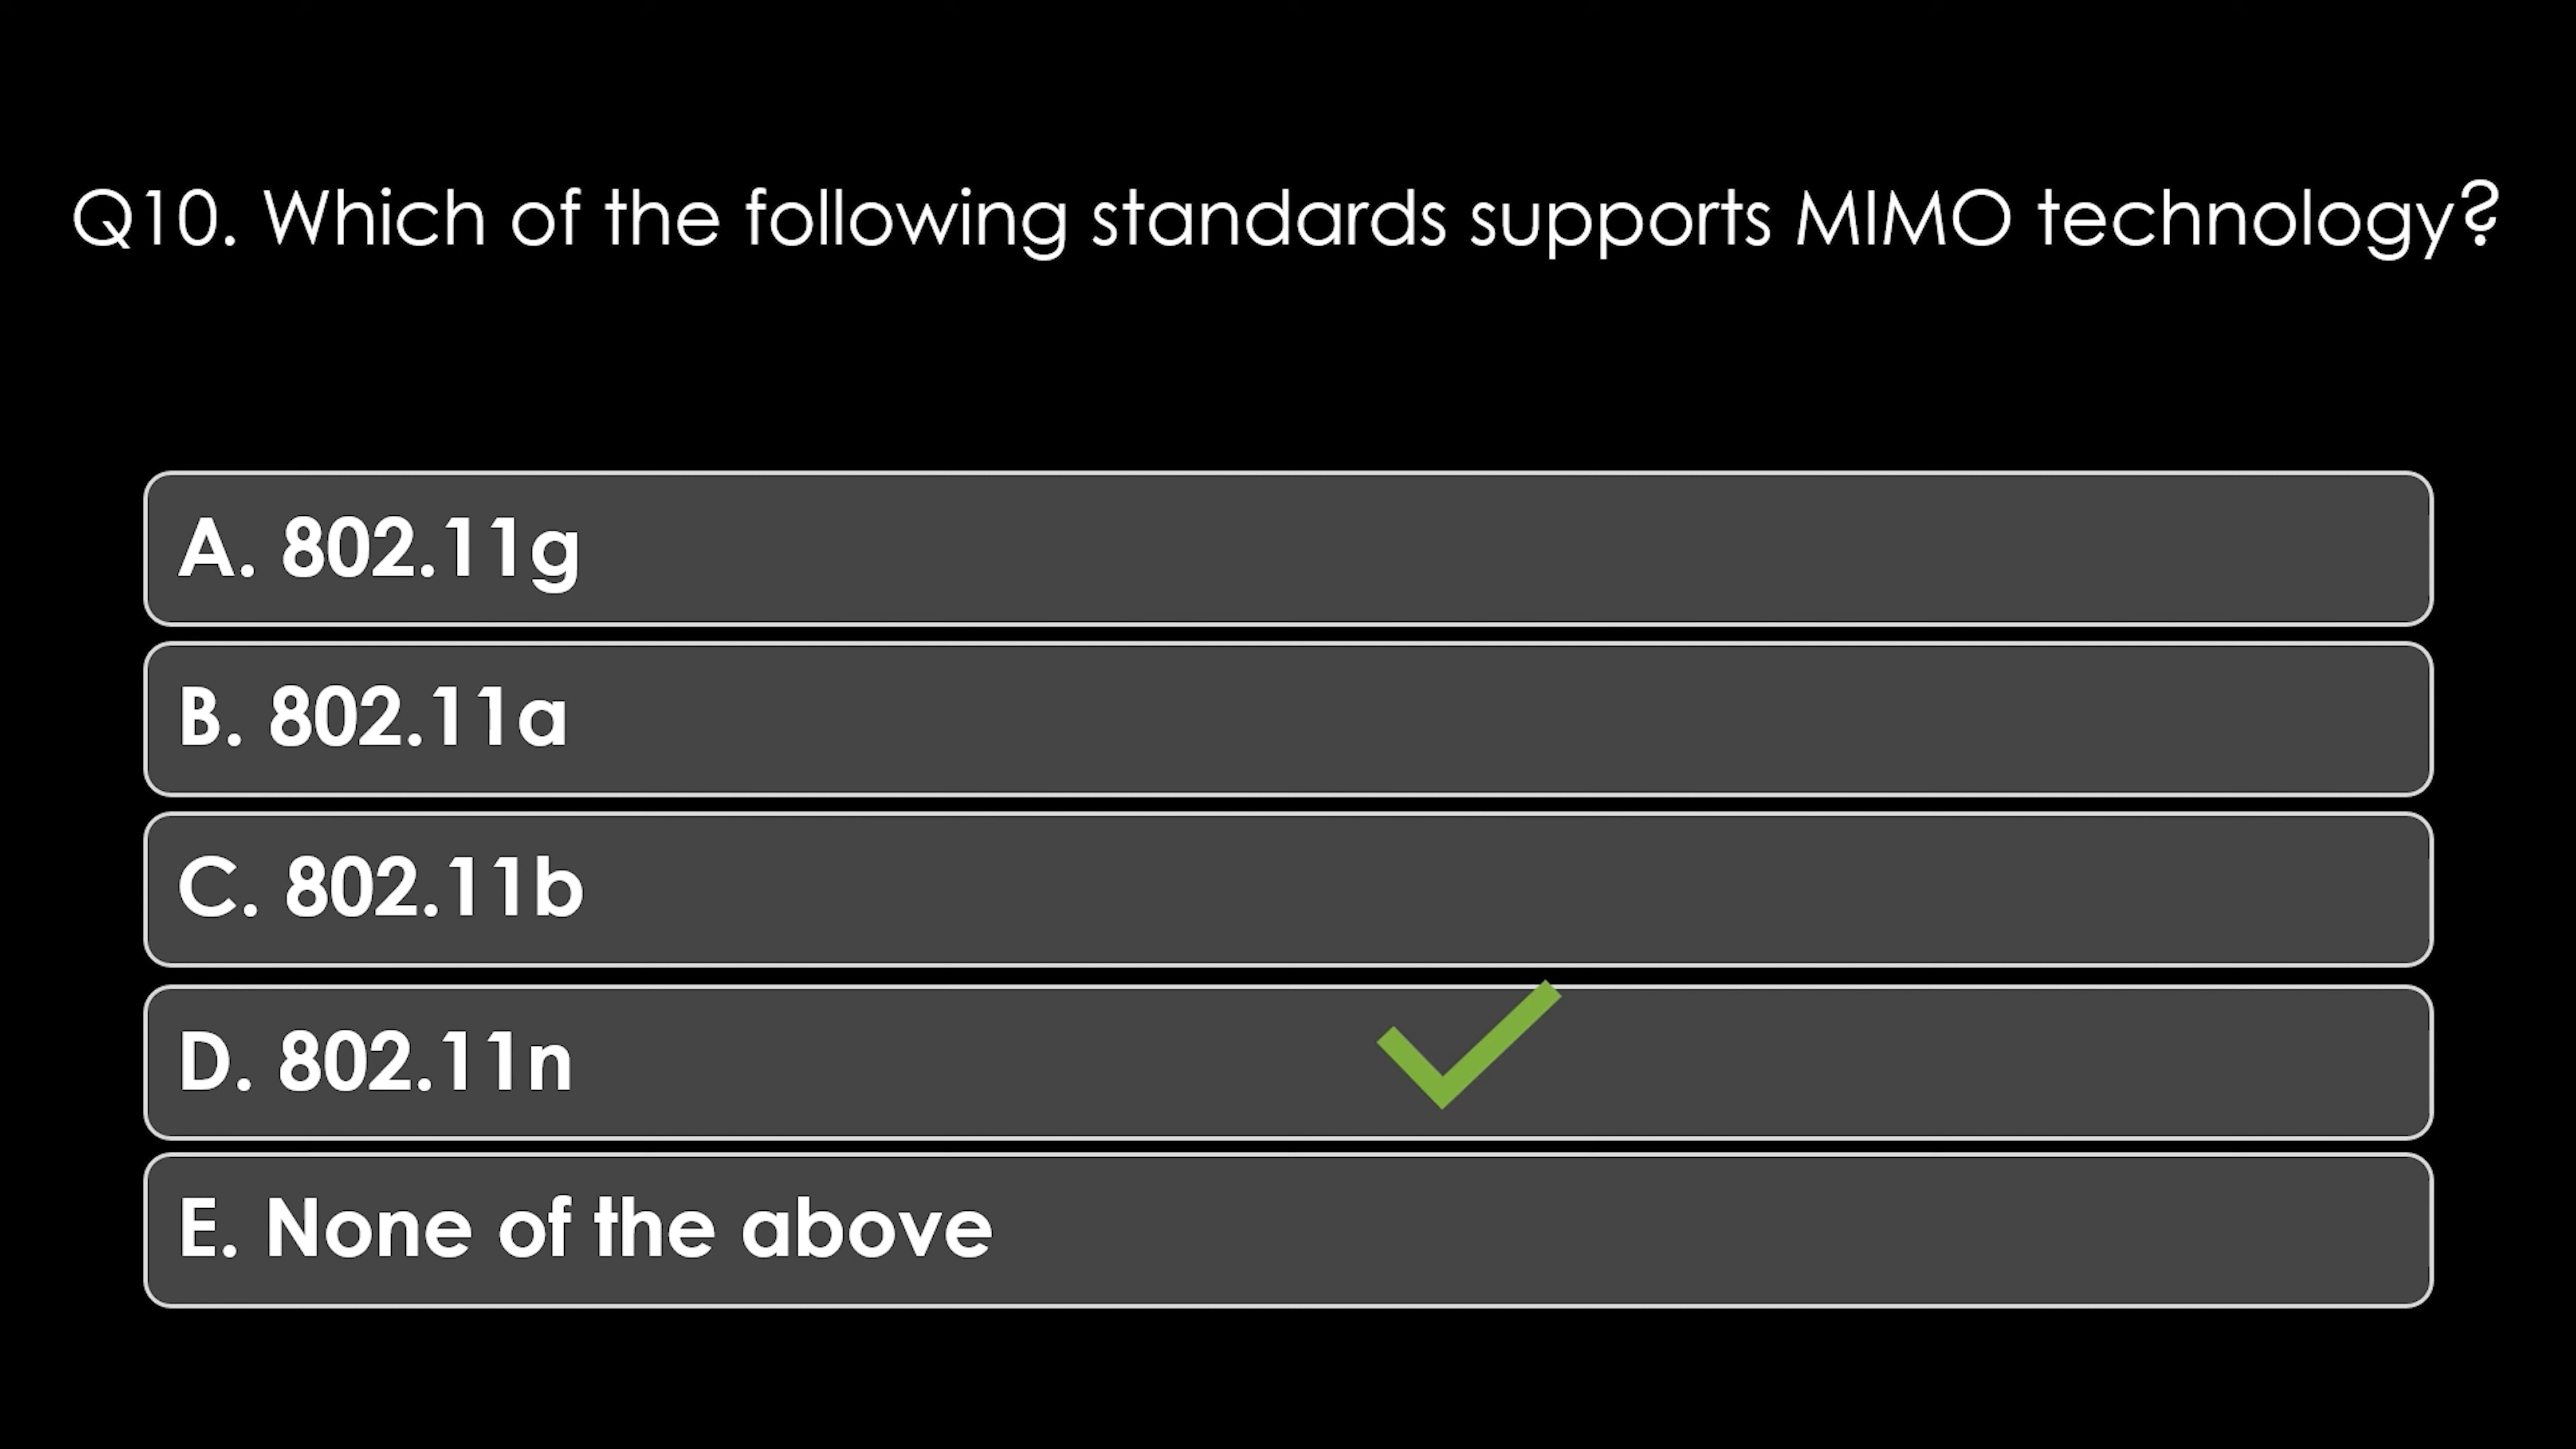 Q10. Which of the following standards supports MIMO technology?
A. 802.11g
B. 802.11a
C. 802.11b
D. 802.11n
E. None of the above